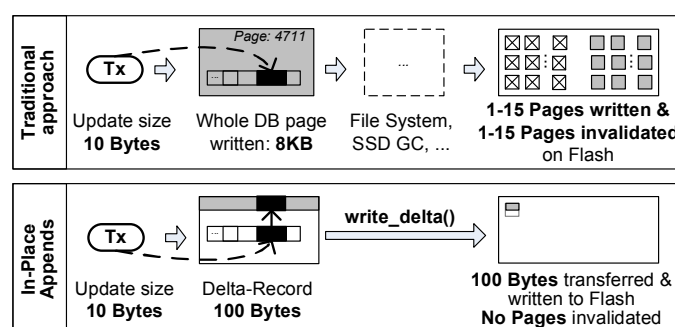 Traditional
approach
Tx
Update size
10 Bytes
Page: 4711
...
Whole DB page
written: 8KB
...
File System,
SSD GC, ...
1-15 Pages written &
1-15 Pages invalidated
on Flash
In-Place
Appends
Tx
Update size
10 Bytes
...
Delta-Record
100 Bytes
write_delta()
100 Bytes transferred &
written to Flash
No Pages invalidated